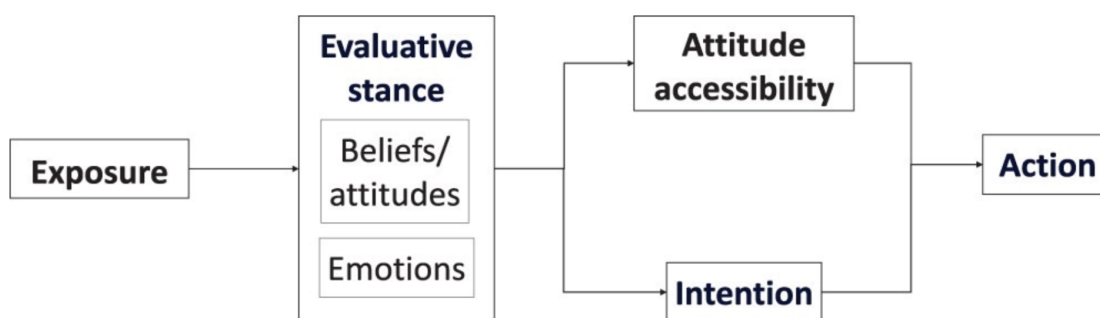 Exposure
Evaluative
stance
Beliefs/
attitudes
Emotions
Attitude
accessibility
Intention
Action